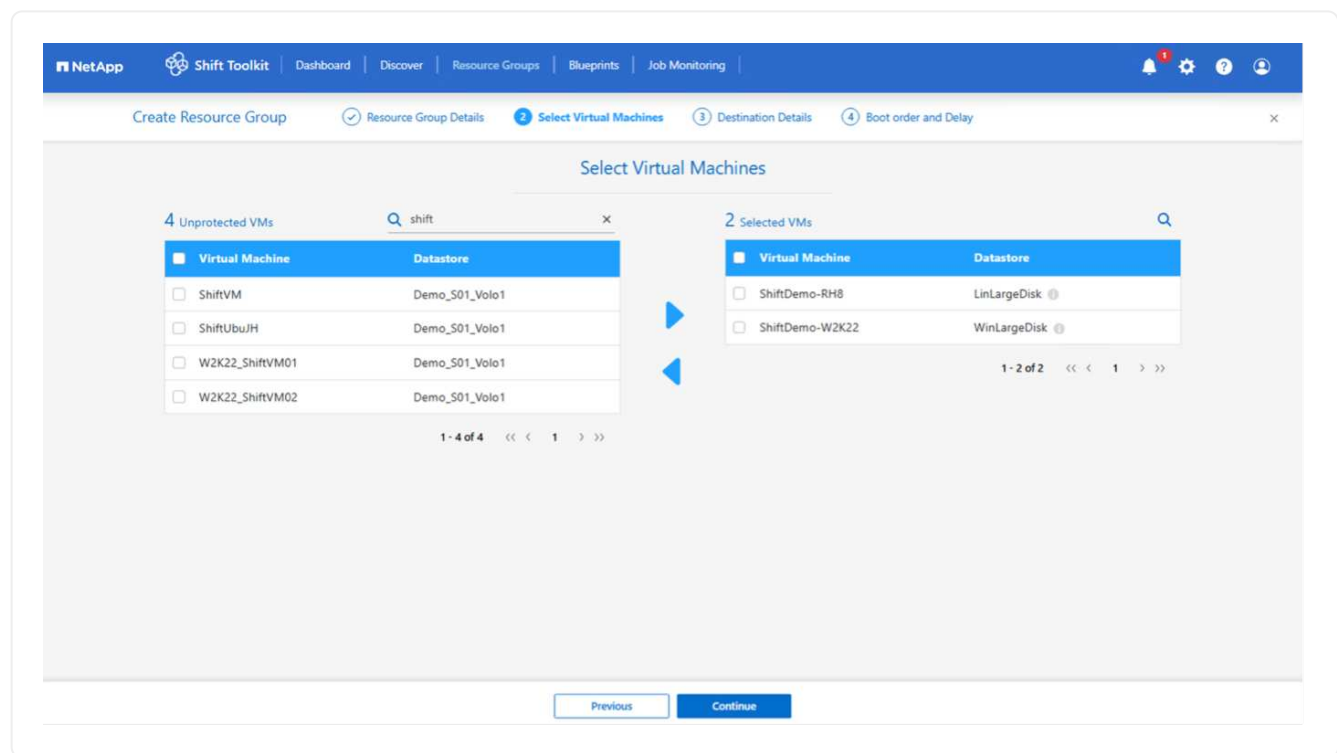 NetApp Shift Toolkit Dashboard Discover Resource Groups Blueprints Job Monitoring 1 ?
Create Resource Group Resource Group Details 2 Select Virtual Machines 3 Destination Details 4 Boot order and Delay ×
Select Virtual Machines
4 Unprotected VMs shift × 2 Selected VMs
Virtual Machine Datastore Virtual Machine Datastore
ShiftVM Demo_S01_Volo1 ShiftDemo-RH8 LinLargeDisk
ShiftUbuJH Demo_S01_Volo1 ShiftDemo-W2K22 WinLargeDisk
W2K22_ShiftVM01 Demo_S01_Volo1 1 - 2 of 2 << < 1 > >>
W2K22_ShiftVM02 Demo_S01_Volo1
1 - 4 of 4 << < 1 > >>
Previous Continue